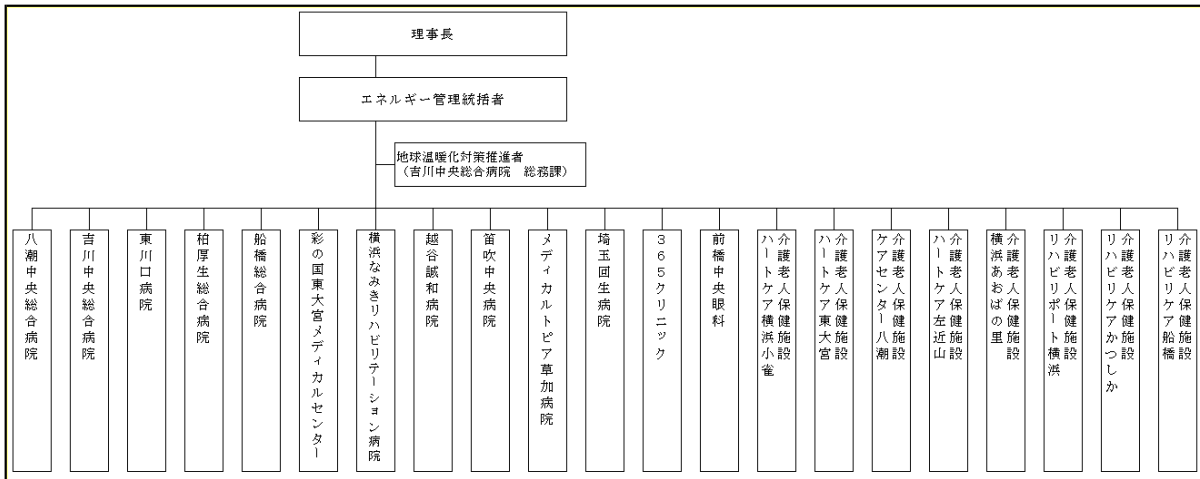 理事長
エネルギー管理統括者
地球温暖化対策推進者
（吉川中央総合病院　総務課）
八潮中央総合病院
吉川中央総合病院
東川口病院
柏厚生総合病院
船橋総合病院
彩の国東大宮メディカルセンター
横浜なみきリハビリテーション病院
越谷誠和病院
笛吹中央病院
メディカルトピア草加病院
埼玉回生病院
３６５クリニック
前橋中央眼科
介護老人保健施設
ハートケア横浜小雀
介護老人保健施設
ハートケア東大宮
介護老人保健施設
ケアセンター八潮
介護老人保健施設
ハートケア左近山
介護老人保健施設
横浜あおばの里
介護老人保健施設
リハビリポート横浜
介護老人保健施設
リハビリケアかつしか
介護老人保健施設
リハビリケア船橋